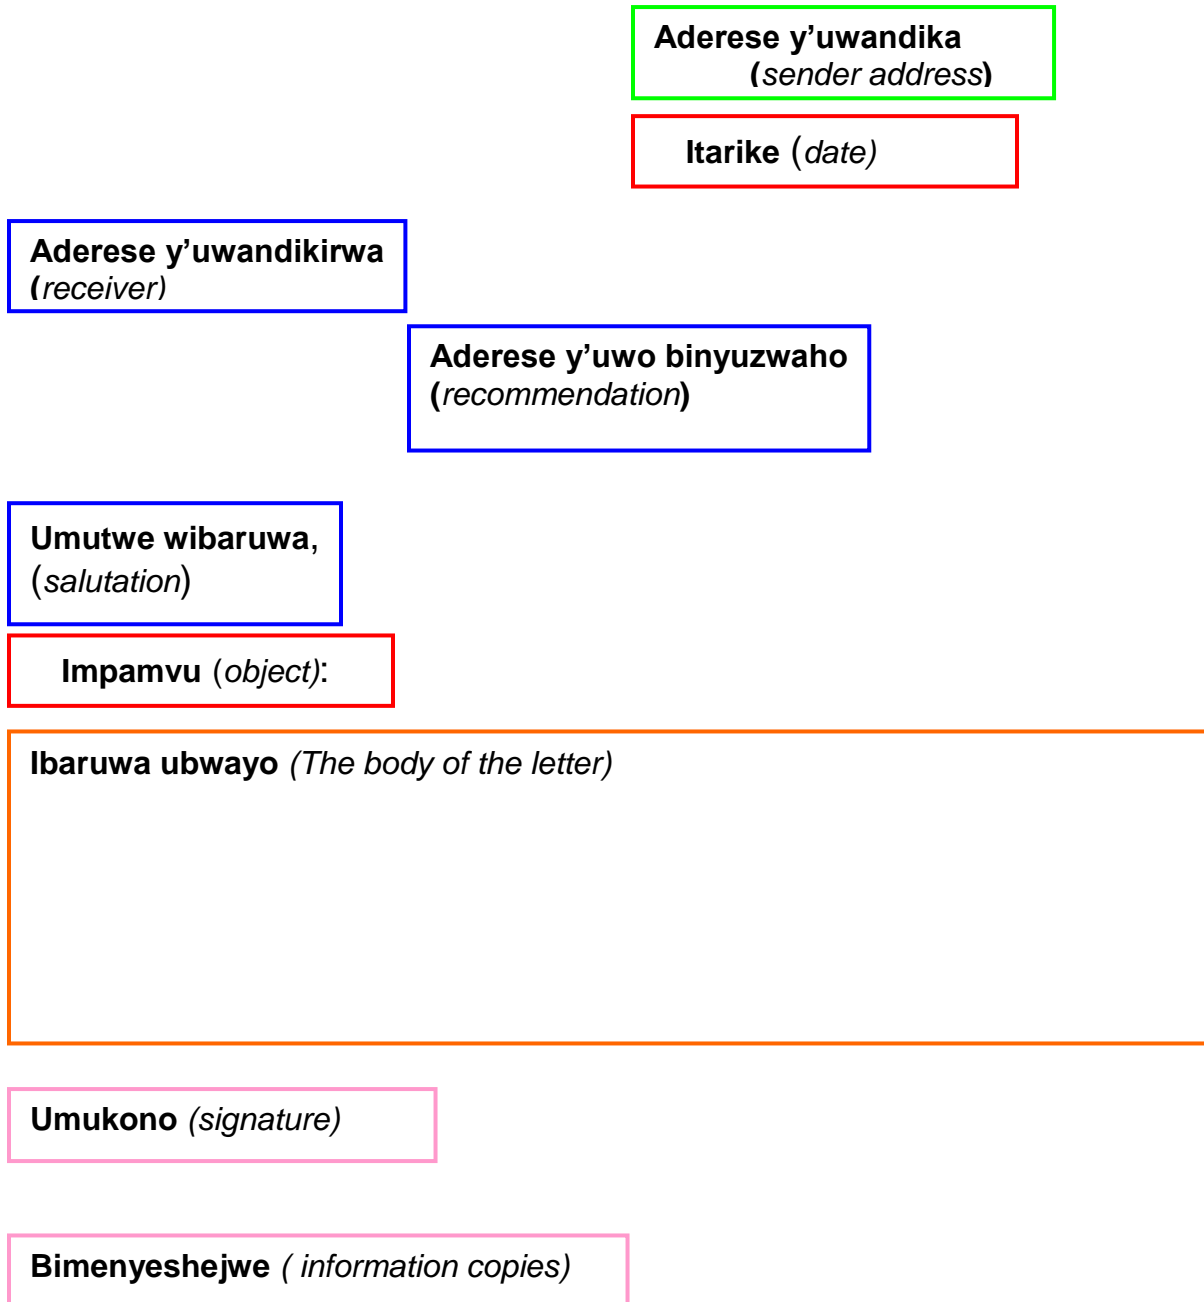 Aderese y’uwandika
(sender address)
Itarike (date)
Aderese y’uwandikirwa
(receiver)
Aderese y’uwo binyuzwaho
(recommendation)
Umutwe wibaruwa,
(salutation)
Impamvu (object):
Ibaruwa ubwayo (The body of the letter)
Umukono (signature)
Bimenyeshejwe ( information copies)